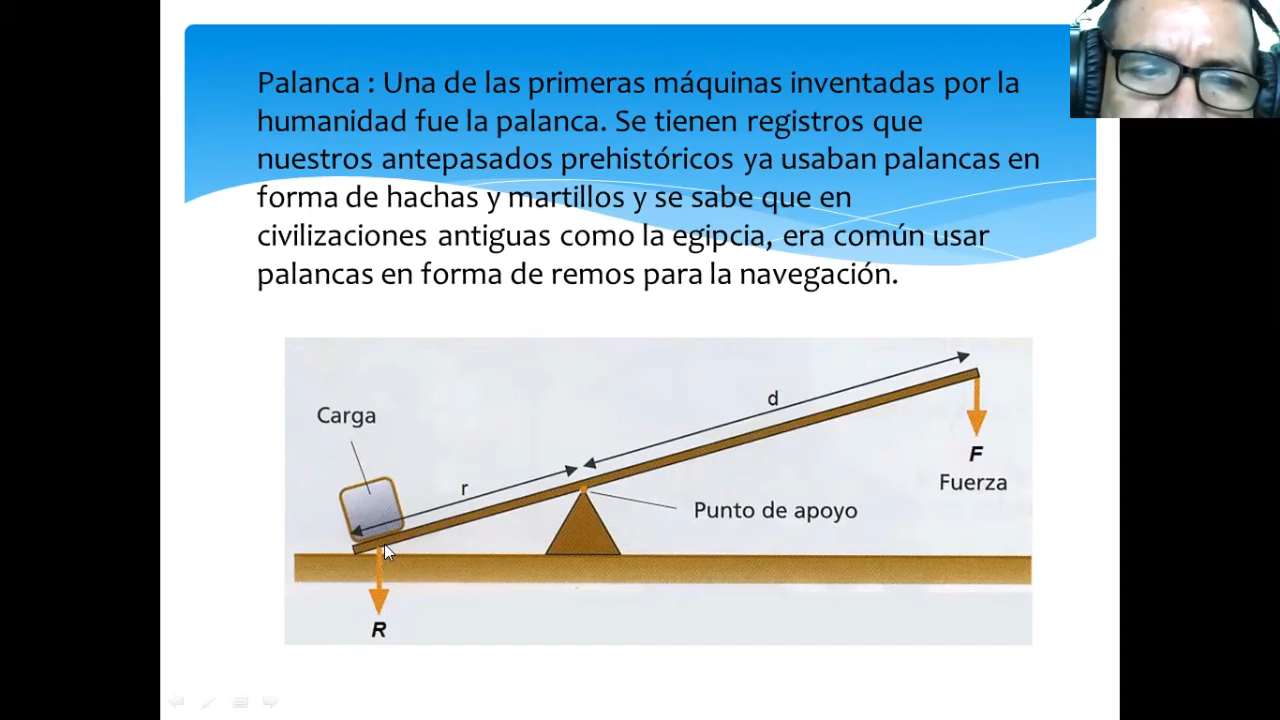 Palanca : Una de las primeras máquinas inventadas por la
humanidad fue la palanca. Se tienen registros que
nuestros antepasados prehistóricos ya usaban palancas en
forma de hachas y martillos y se sabe que en
civilizaciones antiguas como la egipcia, era común usar
palancas en forma de remos para la navegación.
d
Carga
F
r
Fuerza
Punto de apoyo
R